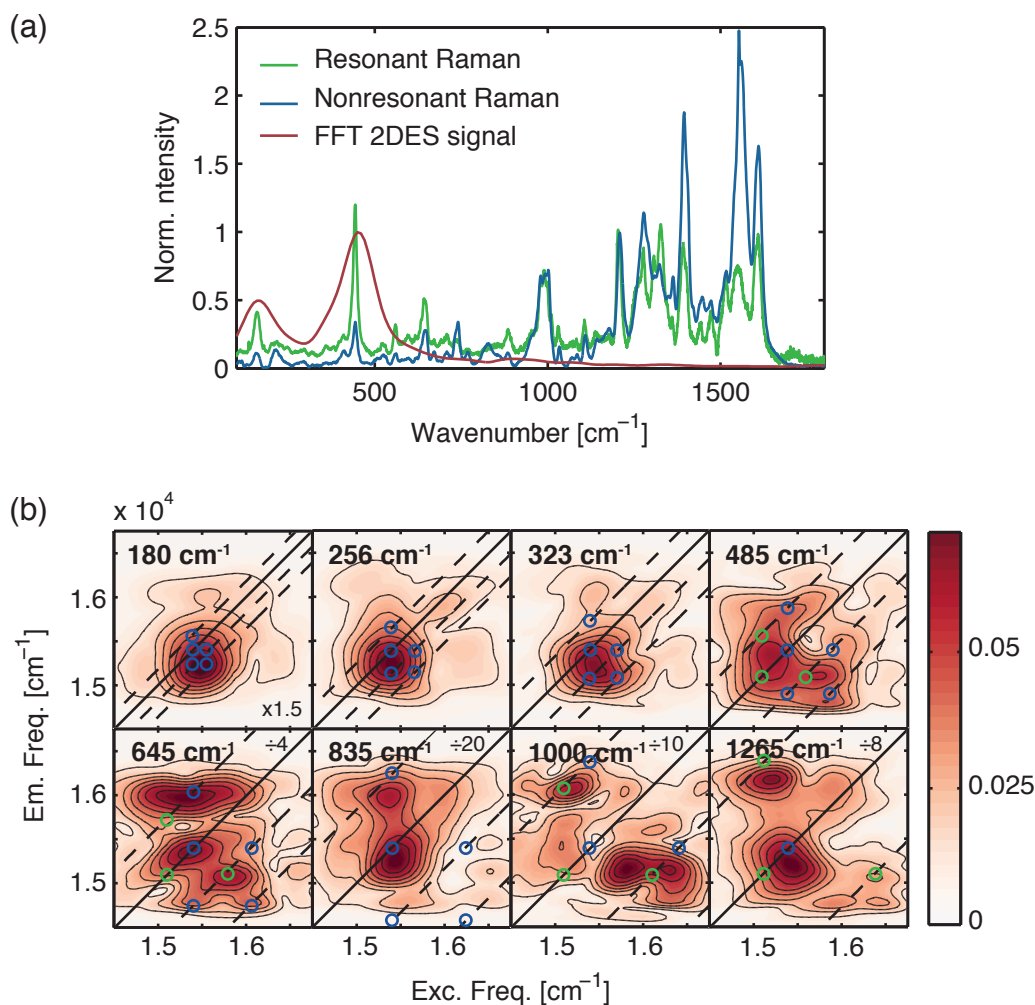 (a)
2.5
2
1.5
1
0.5
0
Norm. ntensity
Resonant Raman
Nonresonant Raman
FFT 2DES signal
500
1000
1500
Wavenumber [cm⁻¹]
(b)
x 10⁴
180 cm⁻¹
256 cm⁻¹
323 cm⁻¹
485 cm⁻¹
x1.5
645 cm⁻¹ ÷4
835 cm⁻¹ ÷20
1000 cm⁻¹ ÷10
1265 cm⁻¹ ÷8
1.6
1.5
1.6
1.5
Em. Freq. [cm⁻¹]
1.5
1.6
1.5
1.6
1.5
1.6
1.5
1.6
Exc. Freq. [cm⁻¹]
0.05
0.025
0